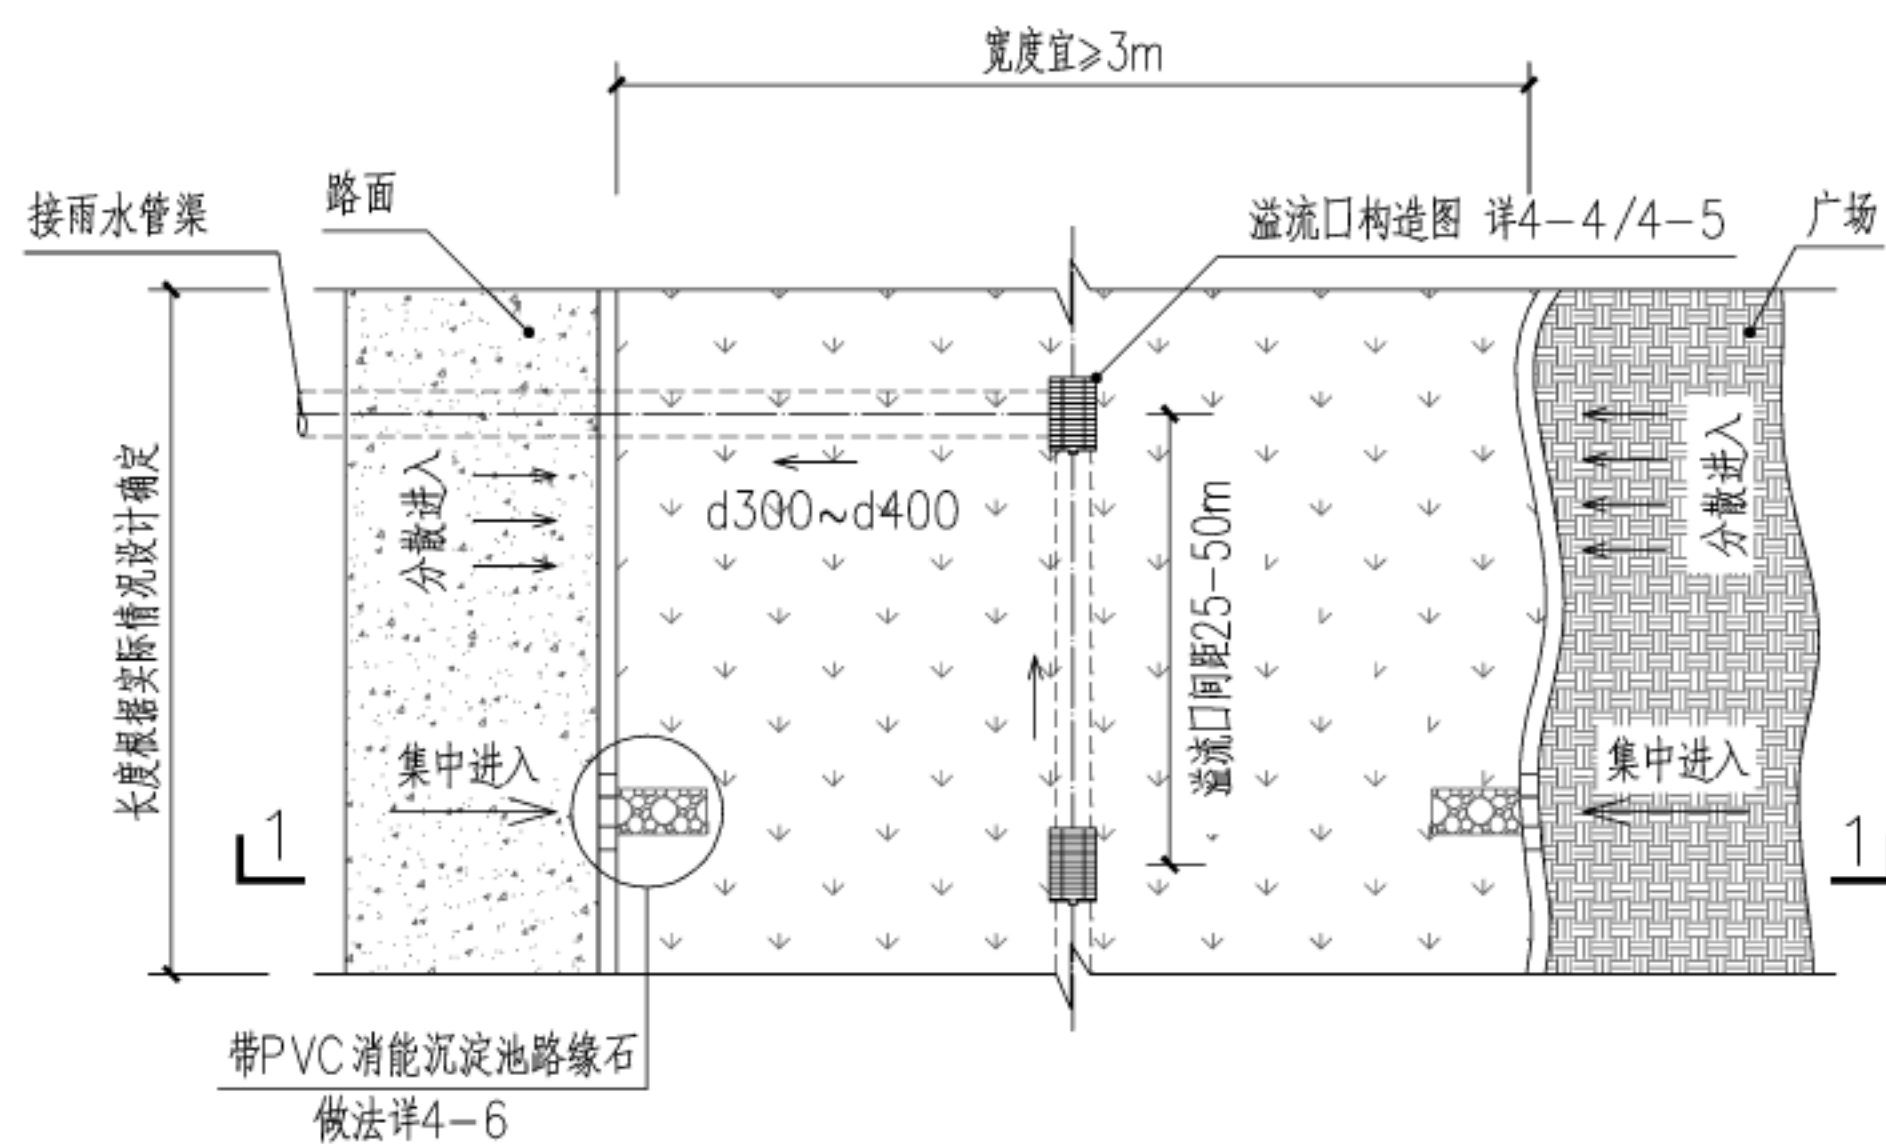 宽度宜≥3m
接雨水管渠
路面
溢流口构造图 详4-4/4-5
广场
长度根据实际情况设计确定
分散进入
d300~d400
溢流口间距25-50m
分散进入
集中进入
集中进入
1
1
带PVC消能沉淀池路缘石
做法详4-6